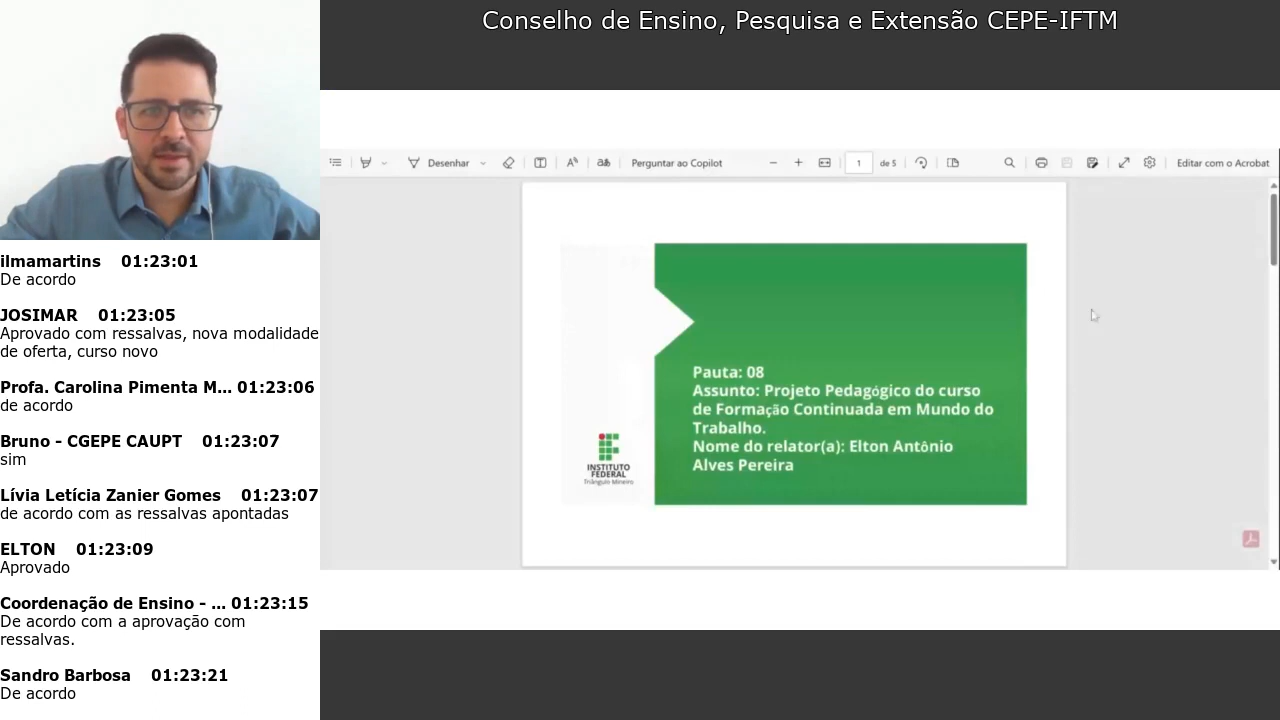 Conselho de Ensino, Pesquisa e Extensão CEPE-IFTM
Desenhar
Perguntar ao Copilot
1
de 5
Editar com o Acrobat
Pauta: 08
Assunto: Projeto Pedagógico do curso
de Formação Continuada em Mundo do
Trabalho.
Nome do relator(a): Elton Antônio
Alves Pereira
INSTITUTO
FEDERAL
Triângulo Mineiro
ilmamartins 01:23:01
De acordo
JOSIMAR 01:23:05
Aprovado com ressalvas, nova modalidade
de oferta, curso novo
Profa. Carolina Pimenta M... 01:23:06
de acordo
Bruno - CGEPE CAUPT 01:23:07
sim
Lívia Letícia Zanier Gomes 01:23:07
de acordo com as ressalvas apontadas
ELTON 01:23:09
Aprovado
Coordenação de Ensino - ... 01:23:15
De acordo com a aprovação com
ressalvas.
Sandro Barbosa 01:23:21
De acordo